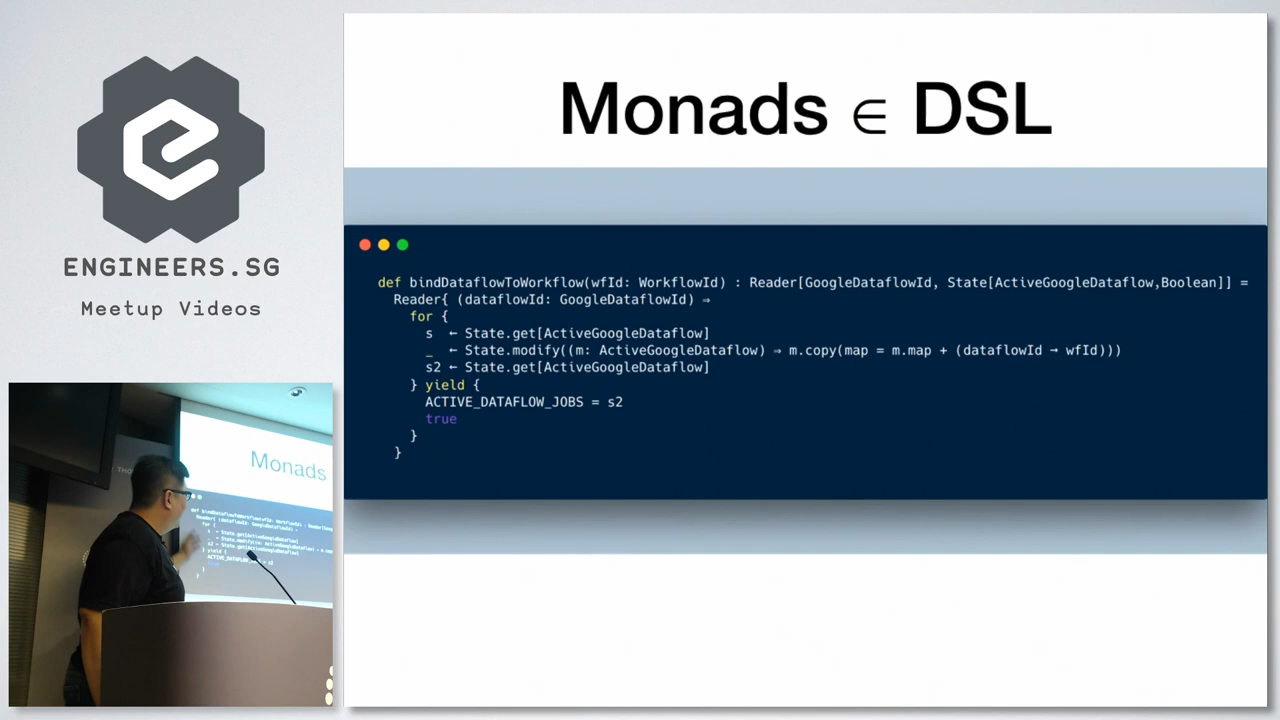 ENGINEERS.SG
Meetup Videos
Monads ∈ DSL
def bindDataflowToWorkflow(wfId: WorkflowId) : Reader[GoogleDataflowId, State[ActiveGoogleDataflow,Boolean]] =
Reader{ (dataflowId: GoogleDataflowId) ⇒
for {
s ← State.get[ActiveGoogleDataflow]
_ ← State.modify((m: ActiveGoogleDataflow) ⇒ m.copy(map = m.map + (dataflowId → wfId)))
s2 ← State.get[ActiveGoogleDataflow]
} yield {
ACTIVE_DATAFLOW_JOBS = s2
true
}
}
Monads